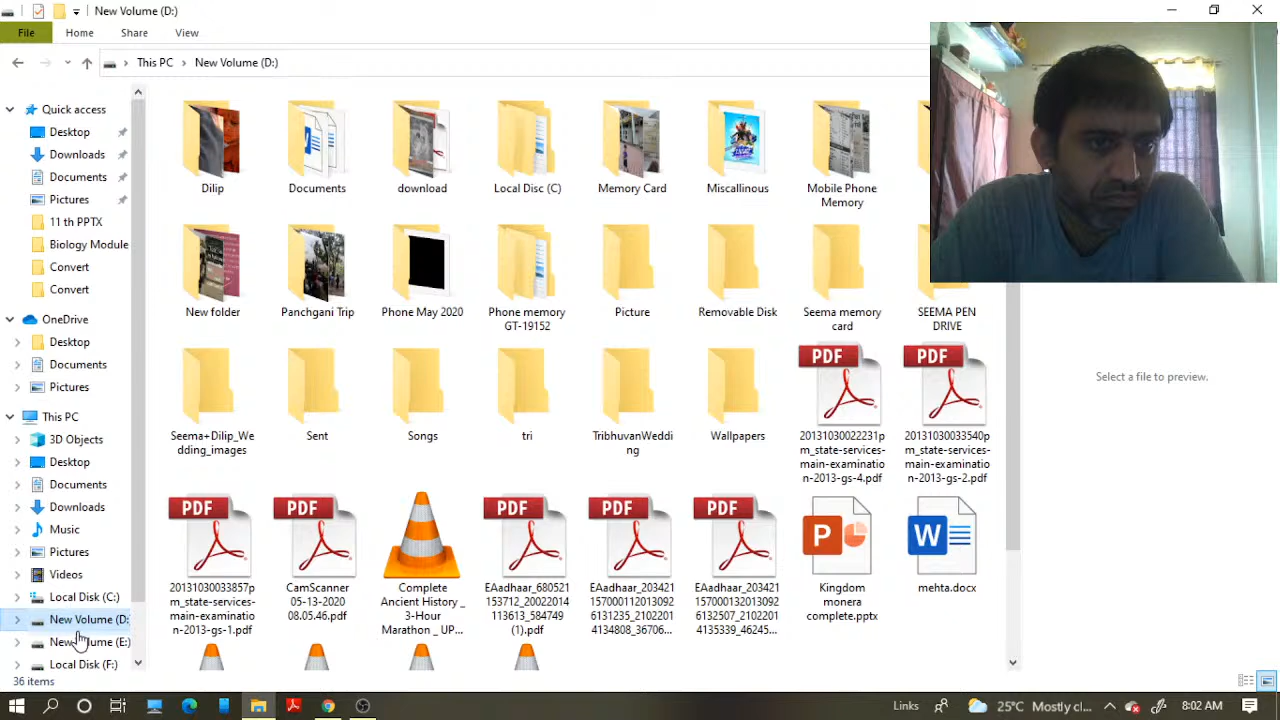 New Volume (D:)
File Home Share View
This PC New Volume (D:)
Quick access
Desktop
Downloads
Documents
Pictures
11 th PPTX
Biology Module
Convert
Convert
OneDrive
Desktop
Documents
Pictures
This PC
3D Objects
Desktop
Documents
Downloads
Music
Pictures
Videos
Local Disk (C:)
New Volume (D:
New Volume (E:)
Local Disk (F:)
Dilip
Documents
download
Local Disc (C)
Memory Card
Miscallinous
Mobile Phone
Memory
New folder
Panchgani Trip
Phone May 2020
Phone memory
GT-19152
Picture
Removable Disk
Seema memory
card
SEEMA PEN
DRIVE
Seema+Dilip_We
dding_images
Sent
Songs
tri
TribhuvanWeddi
ng
Wallpapers
PDF
20131030022231p
m_state-services-
main-examinatio
n-2013-gs-4.pdf
PDF
20131030033540p
m_state-services-
main-examinatio
n-2013-gs-2.pdf
PDF
20131030033857p
m_state-services-
main-examinatio
n-2013-gs-1.pdf
PDF
CamScanner
05-13-2020
08.05.46.pdf
Complete
Ancient History _
3-Hour
Marathon _ UP...
PDF
EAadhaar_680521
153712_20022014
113613_584749
(1).pdf
PDF
EAadhaar_203421
157000112013092
6131235_2102201
4134808_36706...
PDF
EAadhaar_203421
157000132013092
6132507_2102201
4135339_46245...
P
Kingdom
monera
complete.pptx
W
mehta.docx
Select a file to preview.
36 items
Links 25°C Mostly cl... 8:02 AM